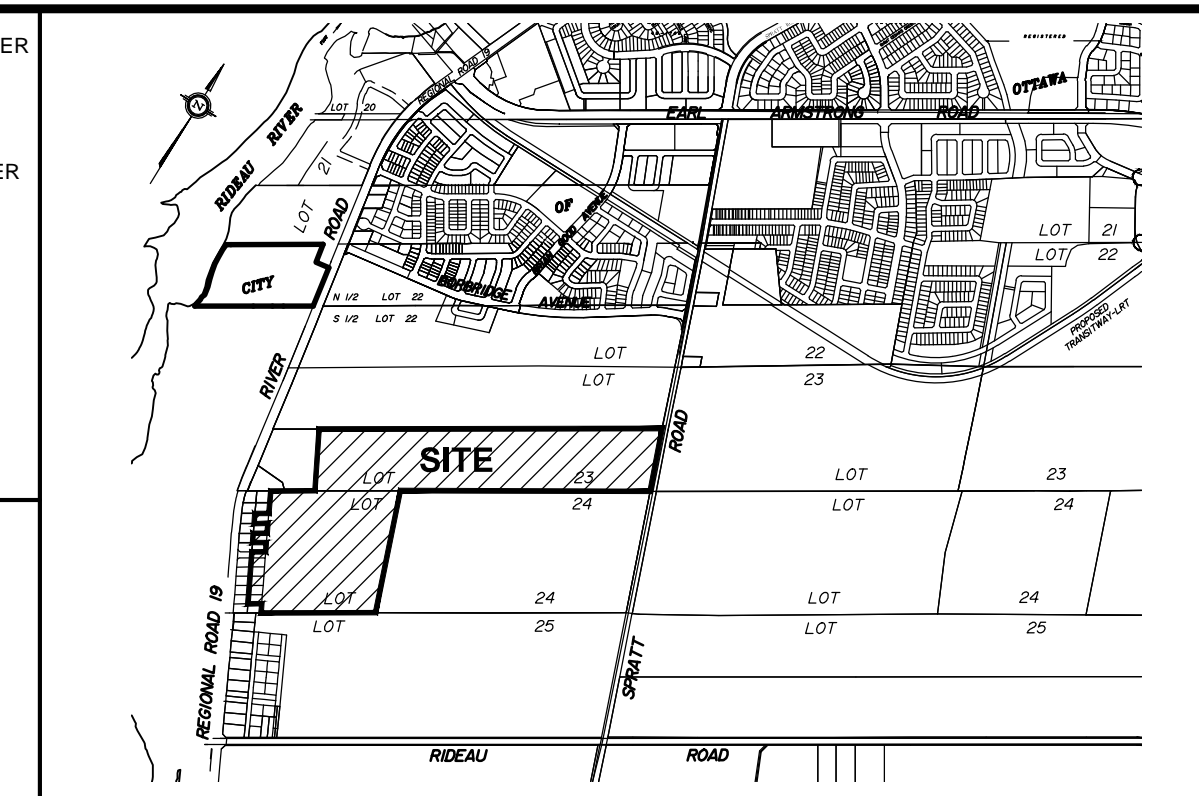 ER
ER
N
REGIONAL ROAD 19
REGISTERED
OTTAWA
LOT 20
EARL ARMSTRONG ROAD
RIDEAU RIVER
LOT 21
ROAD
OF
AVENUE
LOT 21
LOT 22
CITY
BORBRIDGE AVENUE
N 1/2 LOT 22
S 1/2 LOT 22
PROPOSED
TRANSITWAY-LRT
LOT 22
LOT 23
RIVER
ROAD
SITE
LOT 23
LOT 23
LOT 24
LOT 24
LOT 24
LOT 24
LOT 25
LOT 25
REGIONAL ROAD 19
SPRATT
RIDEAU ROAD